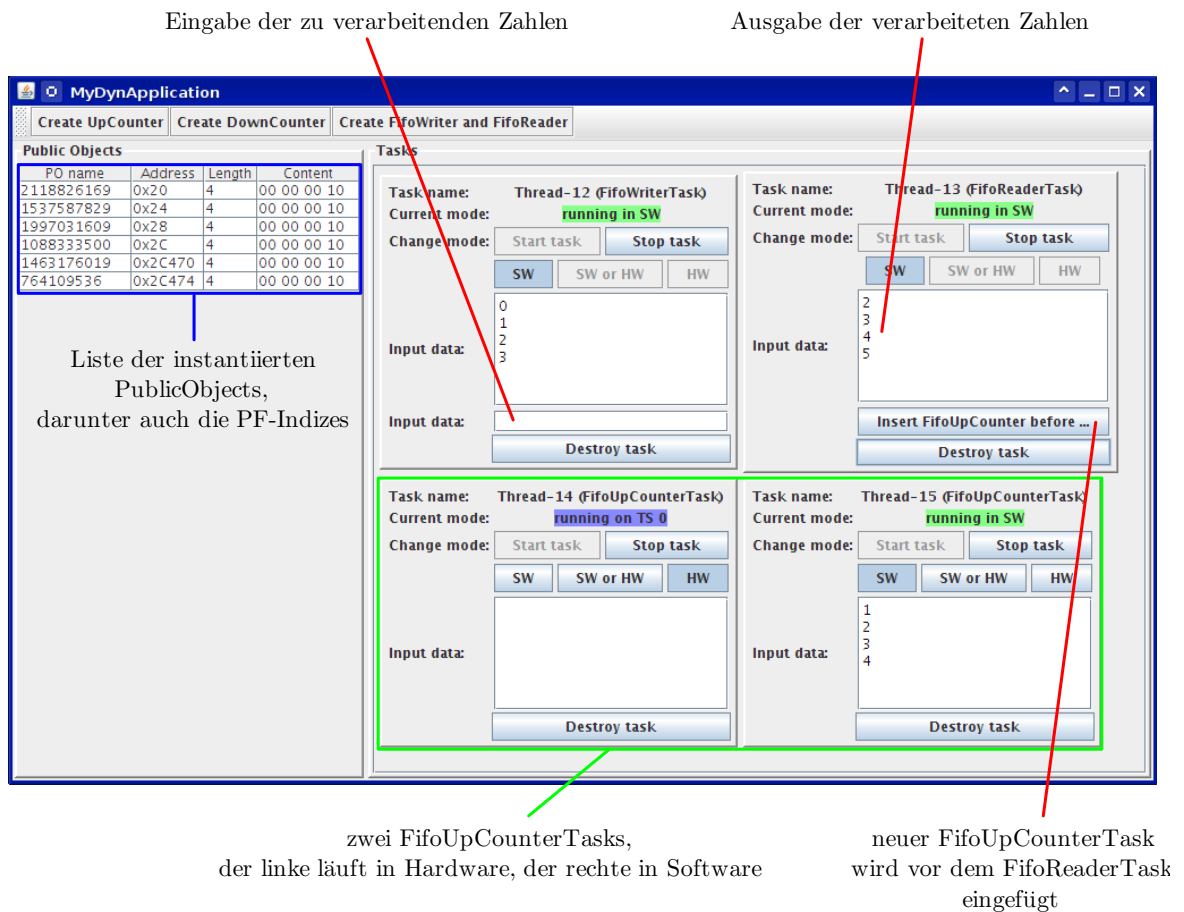 Eingabe der zu verarbeitenden Zahlen
Ausgabe der verarbeiteten Zahlen
MyDynApplication
Create UpCounter Create DownCounter Create FifoWriter and FifoReader
Public Objects
PO name Address Length Content
2118826169 0x20 4 00 00 00 10
1537587829 0x24 4 00 00 00 10
1997031609 0x28 4 00 00 00 10
1088333500 0x2C 4 00 00 00 10
1463176019 0x2C470 4 00 00 00 10
764109536 0x2C474 4 00 00 00 10
Liste der instantiierten
PublicObjects,
darunter auch die PF-Indizes
Tasks
Task name: Thread-12 (FifoWriterTask)
Current mode: running in SW
Change mode: Start task Stop task
SW SW or HW HW
Input data:
0
1
2
3
Input data:
Destroy task
Task name: Thread-13 (FifoReaderTask)
Current mode: running in SW
Change mode: Start task Stop task
SW SW or HW HW
Input data:
2
3
4
5
Insert FifoUpCounter before ...
Destroy task
Task name: Thread-14 (FifoUpCounterTask)
Current mode: running on TS 0
Change mode: Start task Stop task
SW SW or HW HW
Input data:
Destroy task
Task name: Thread-15 (FifoUpCounterTask)
Current mode: running in SW
Change mode: Start task Stop task
SW SW or HW HW
Input data:
1
2
3
4
Destroy task
zwei FifoUpCounterTasks,
der linke läuft in Hardware, der rechte in Software
neuer FifoUpCounterTask
wird vor dem FifoReaderTask
eingefügt